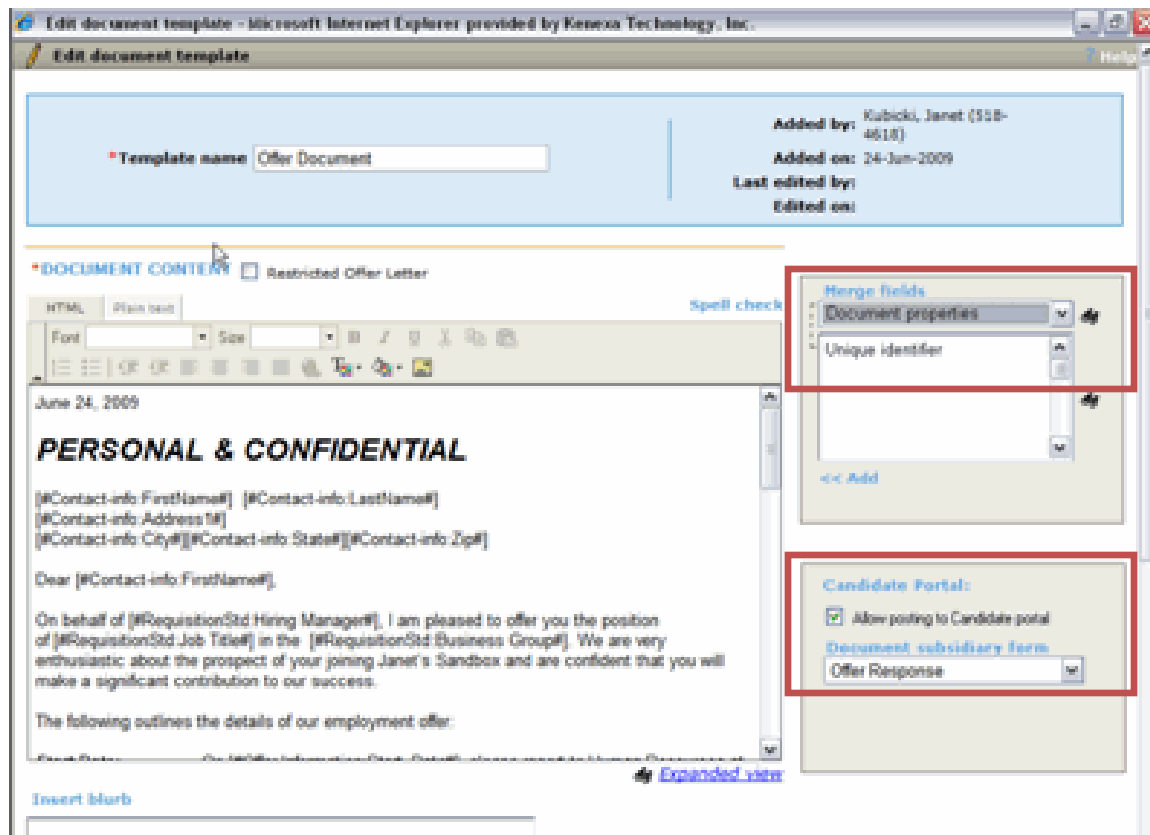 Edit document template - Microsoft Internet Explorer provided by Kenexa Technology, Inc.
Edit document template
? Help
*Template name Offer Document
Added by: Kubicki, Janet (518-
4618)
Added on: 24-Jun-2009
Last edited by:
Edited on:
*DOCUMENT CONTENT Restricted Offer Letter
HTML Plain text
Spell check
Font Size B I U
June 24, 2009
PERSONAL & CONFIDENTIAL
[#Contact-info:FirstName#] [#Contact-info:LastName#]
[#Contact-info:Address1#]
[#Contact-info:City#][#Contact-info:State#][#Contact-info:Zip#]
Dear [#Contact-info:FirstName#],
On behalf of [#RequisitionStd:Hiring Manager#], I am pleased to offer you the position
of [#RequisitionStd:Job Title#] in the [#RequisitionStd:Business Group#]. We are very
enthusiastic about the prospect of your joining Janet's Sandbox and are confident that you will
make a significant contribution to our success.
The following outlines the details of our employment offer:
Expanded view
Insert blurb
Merge fields
Document properties
Unique identifier
<< Add
Candidate Portal:
Allow posting to Candidate portal
Document subsidiary form
Offer Response